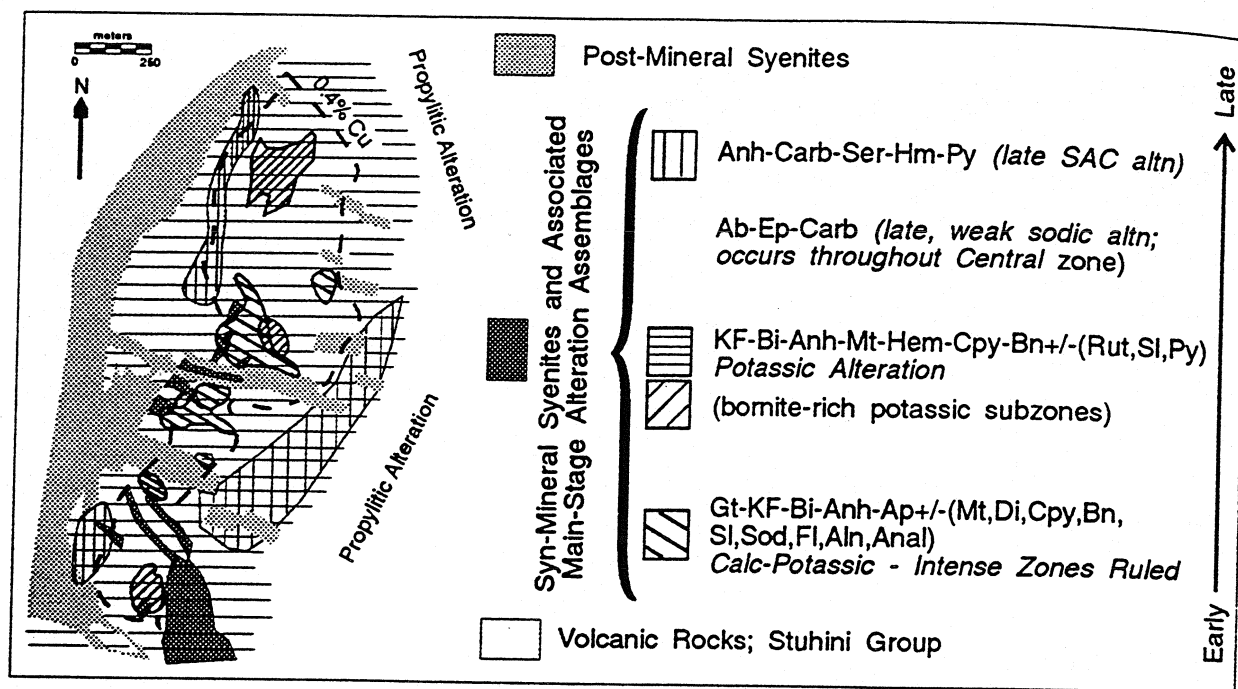 meters
0 250
N
0.4% Cu
Propylitic Alteration
Propylitic Alteration
Post-Mineral Syenites
Syn-Mineral Syenites and Associated
Main-Stage Alteration Assemblages
Anh-Carb-Ser-Hm-Py (late SAC altn)
Ab-Ep-Carb (late, weak sodic altn;
occurs throughout Central zone)
KF-Bi-Anh-Mt-Hem-Cpy-Bn+/-(Rut,Sl,Py)
Potassic Alteration
(bornite-rich potassic subzones)
Gt-KF-Bi-Anh-Ap+/-(Mt,Di,Cpy,Bn,
Sl,Sod,Fl,Aln,Anal)
Calc-Potassic - Intense Zones Ruled
Volcanic Rocks; Stuhini Group
Late
Early